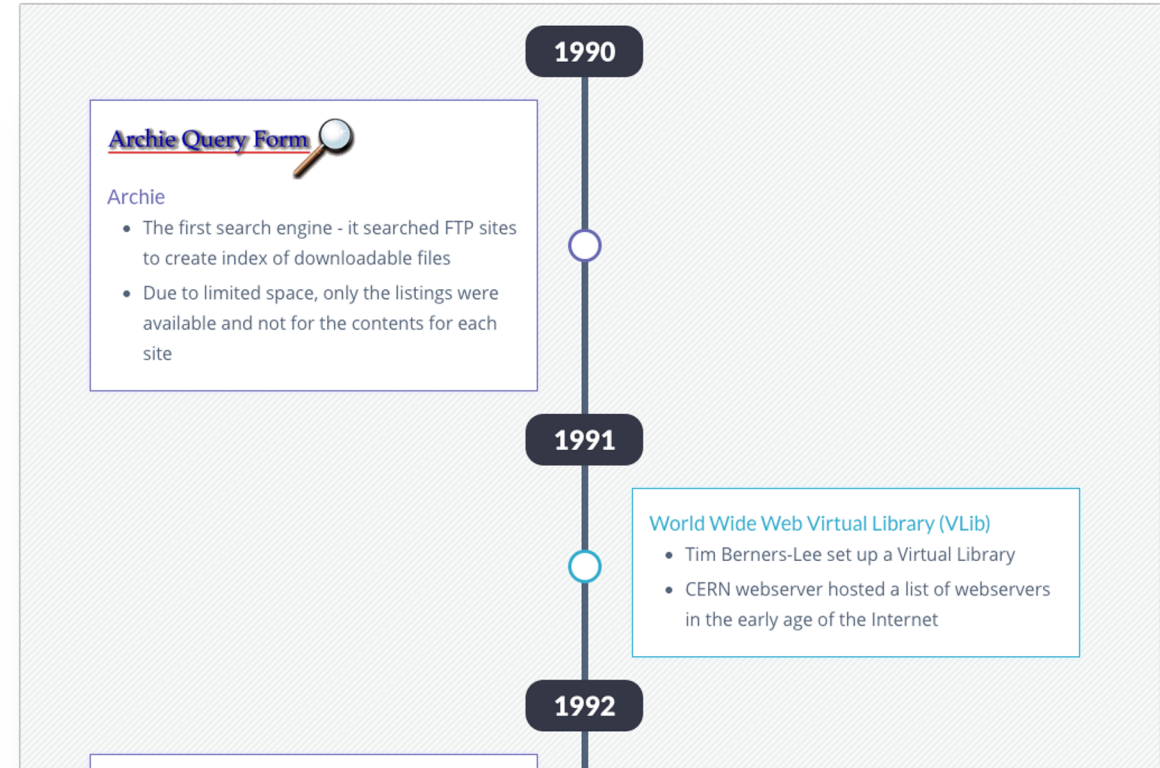 1990
Archie Query Form
Archie
The first search engine - it searched FTP sites
to create index of downloadable files
Due to limited space, only the listings were
available and not for the contents for each
site
1991
World Wide Web Virtual Library (VLib)
Tim Berners-Lee set up a Virtual Library
CERN webserver hosted a list of webservers
in the early age of the Internet
1992